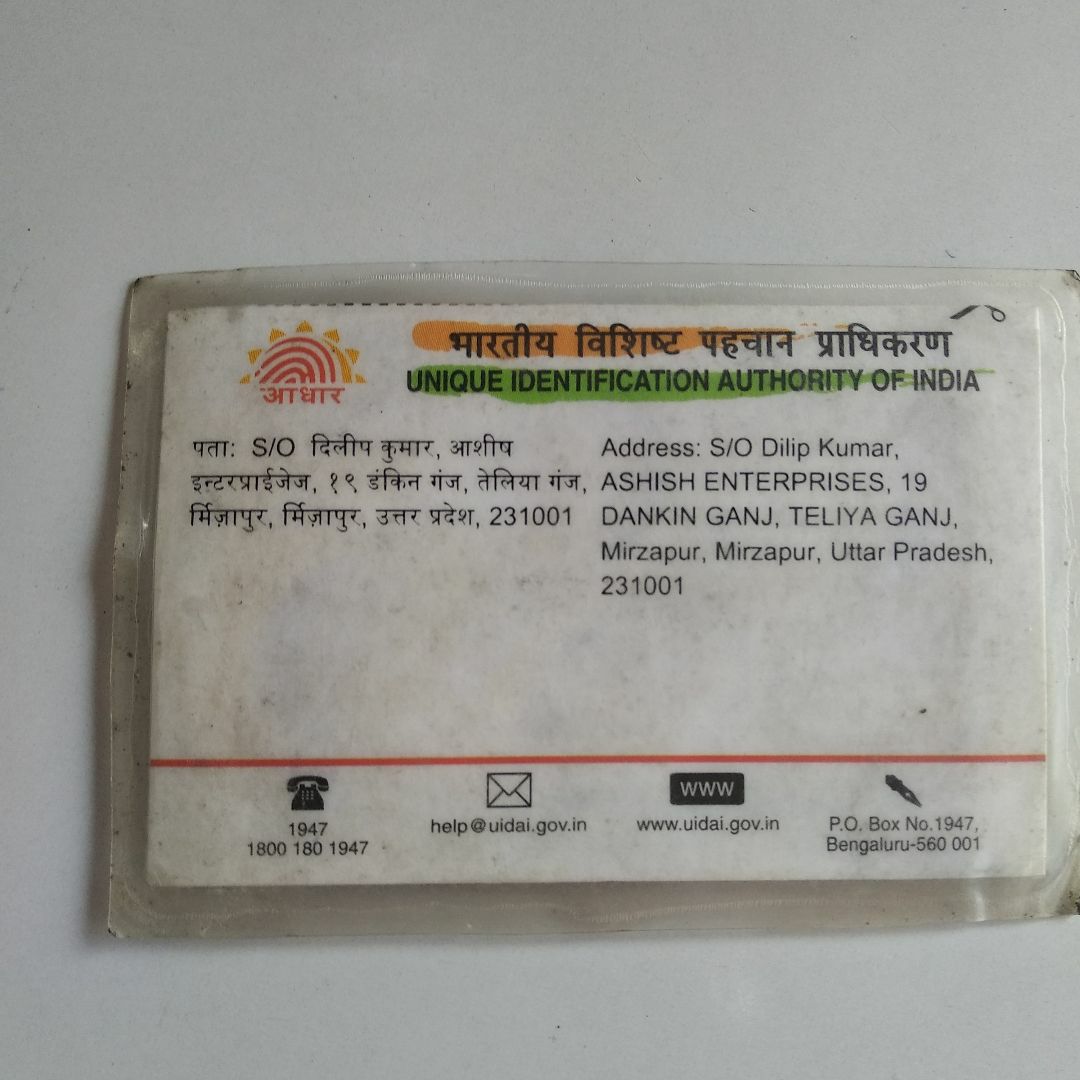 आधार
भारतीय विशिष्ट पहचान प्राधिकरण
UNIQUE IDENTIFICATION AUTHORITY OF INDIA
पता: S/O दिलीप कुमार, आशीष
इन्टरप्राईजेज, १९ डंकिन गंज, तेलिया गंज,
मिर्ज़ापुर, मिर्ज़ापुर, उत्तर प्रदेश, 231001
Address: S/O Dilip Kumar,
ASHISH ENTERPRISES, 19
DANKIN GANJ, TELIYA GANJ,
Mirzapur, Mirzapur, Uttar Pradesh,
231001
1947
1800 180 1947
help@uidai.gov.in
WWW
www.uidai.gov.in
P.O. Box No.1947,
Bengaluru-560 001